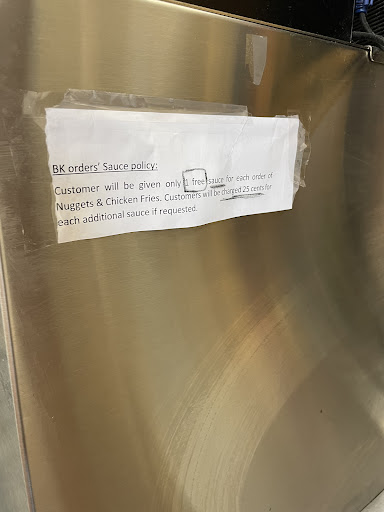 BK orders' Sauce policy:
Customer will be given only 1 free sauce for each order of
Nuggets & Chicken Fries. Customers will be charged 25 cents for
each additional sauce if requested.